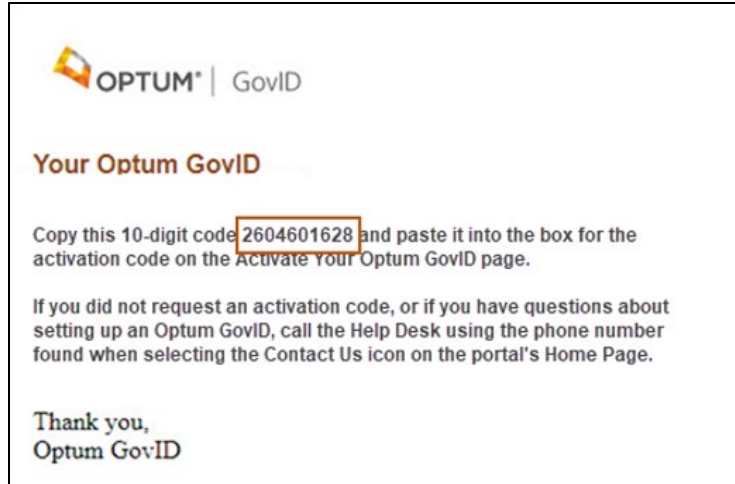 OPTUM® | GovID
Your Optum GovID
Copy this 10-digit code 2604601628 and paste it into the box for the
activation code on the Activate Your Optum GovID page.
If you did not request an activation code, or if you have questions about
setting up an Optum GovID, call the Help Desk using the phone number
found when selecting the Contact Us icon on the portal's Home Page.
Thank you,
Optum GovID